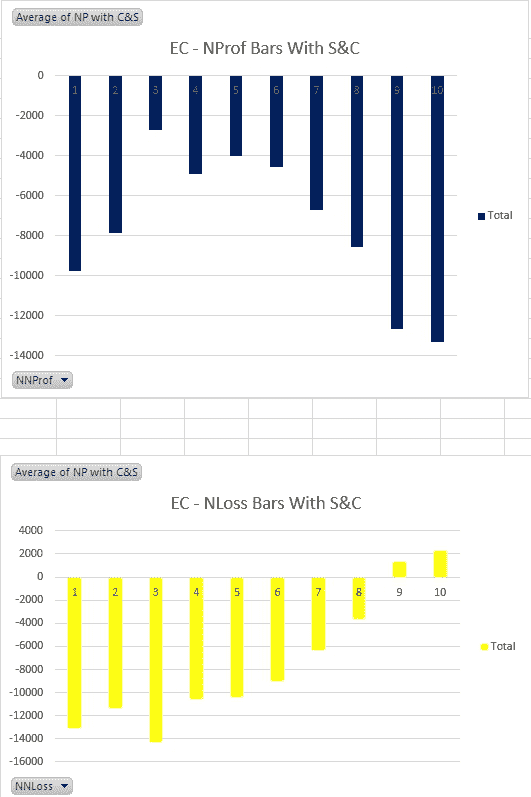 Average of NP with C&S
EC - NProf Bars With S&C
0
1 2 3 4 5 6 7 8 9 10
-2000
-4000
-6000
Total
-8000
-10000
-12000
-14000
NNProf
Average of NP with C&S
EC - NLoss Bars With S&C
4000
2000
0
1 2 3 4 5 6 7 8 9 10
-2000
-4000
-6000
Total
-8000
-10000
-12000
-14000
-16000
NNLoss